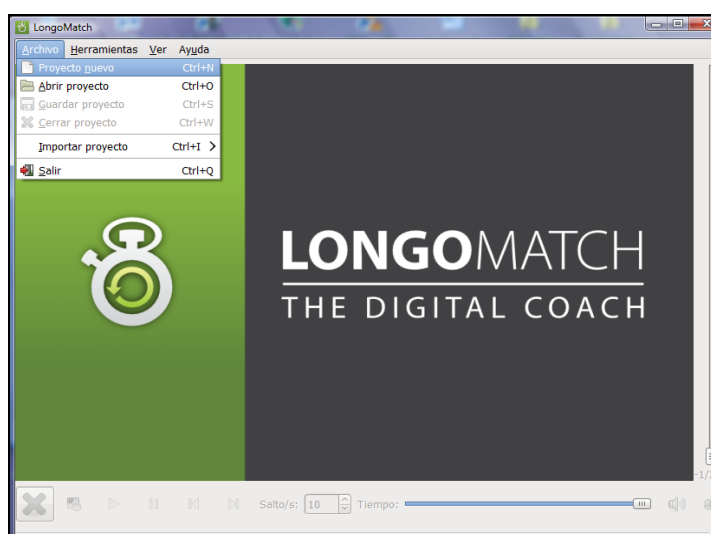 LongoMatch
Archivo Herramientas Ver Ayuda
Proyecto nuevo Ctrl+N
Abrir proyecto Ctrl+O
Guardar proyecto Ctrl+S
Cerrar proyecto Ctrl+W
Importar proyecto Ctrl+I
Salir Ctrl+Q
LONGOMATCH
THE DIGITAL COACH
Salto/s: 10 Tiempo: